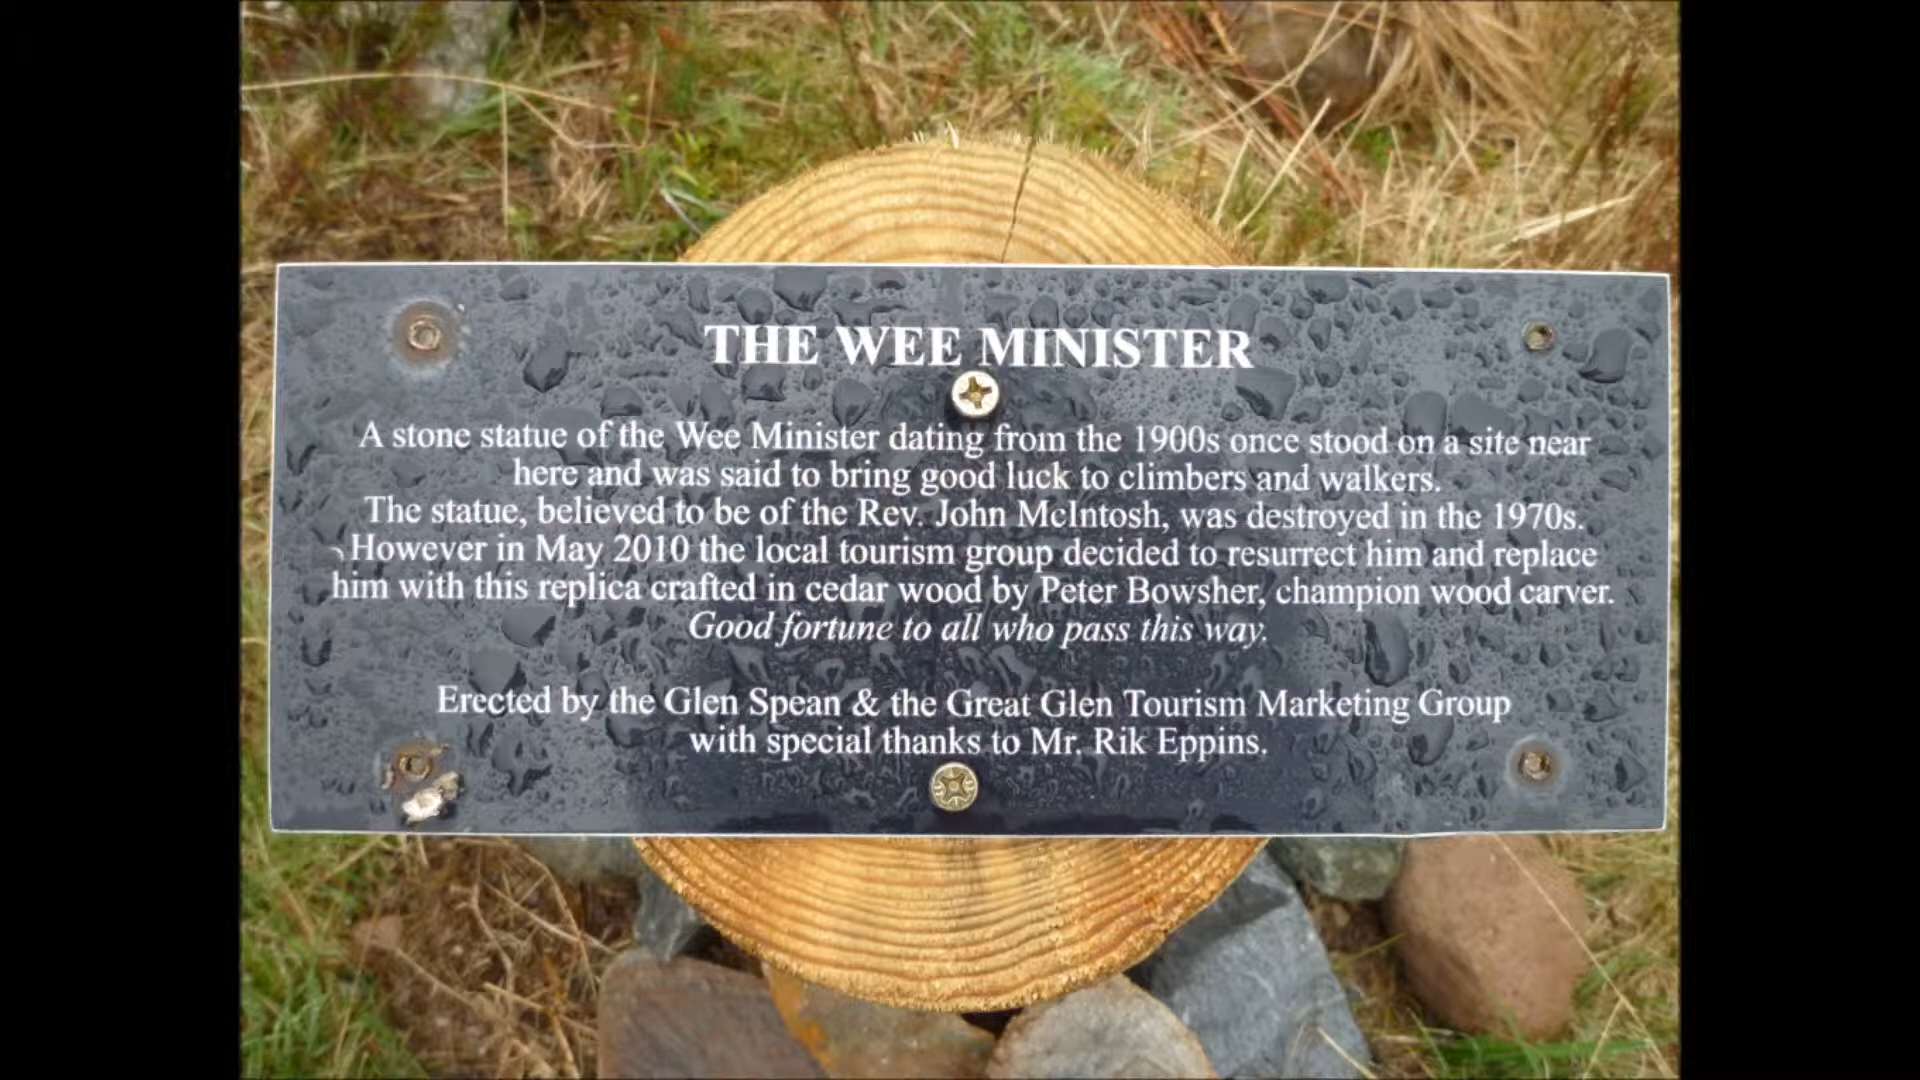 THE WEE MINISTER
A stone statue of the Wee Minister dating from the 1900s once stood on a site near
here and was said to bring good luck to climbers and walkers.
The statue, believed to be of the Rev. John McIntosh, was destroyed in the 1970s.
However in May 2010 the local tourism group decided to resurrect him and replace
him with this replica crafted in cedar wood by Peter Bowsher, champion wood carver.
Good fortune to all who pass this way.
Erected by the Glen Spean & the Great Glen Tourism Marketing Group
with special thanks to Mr. Rik Eppins.